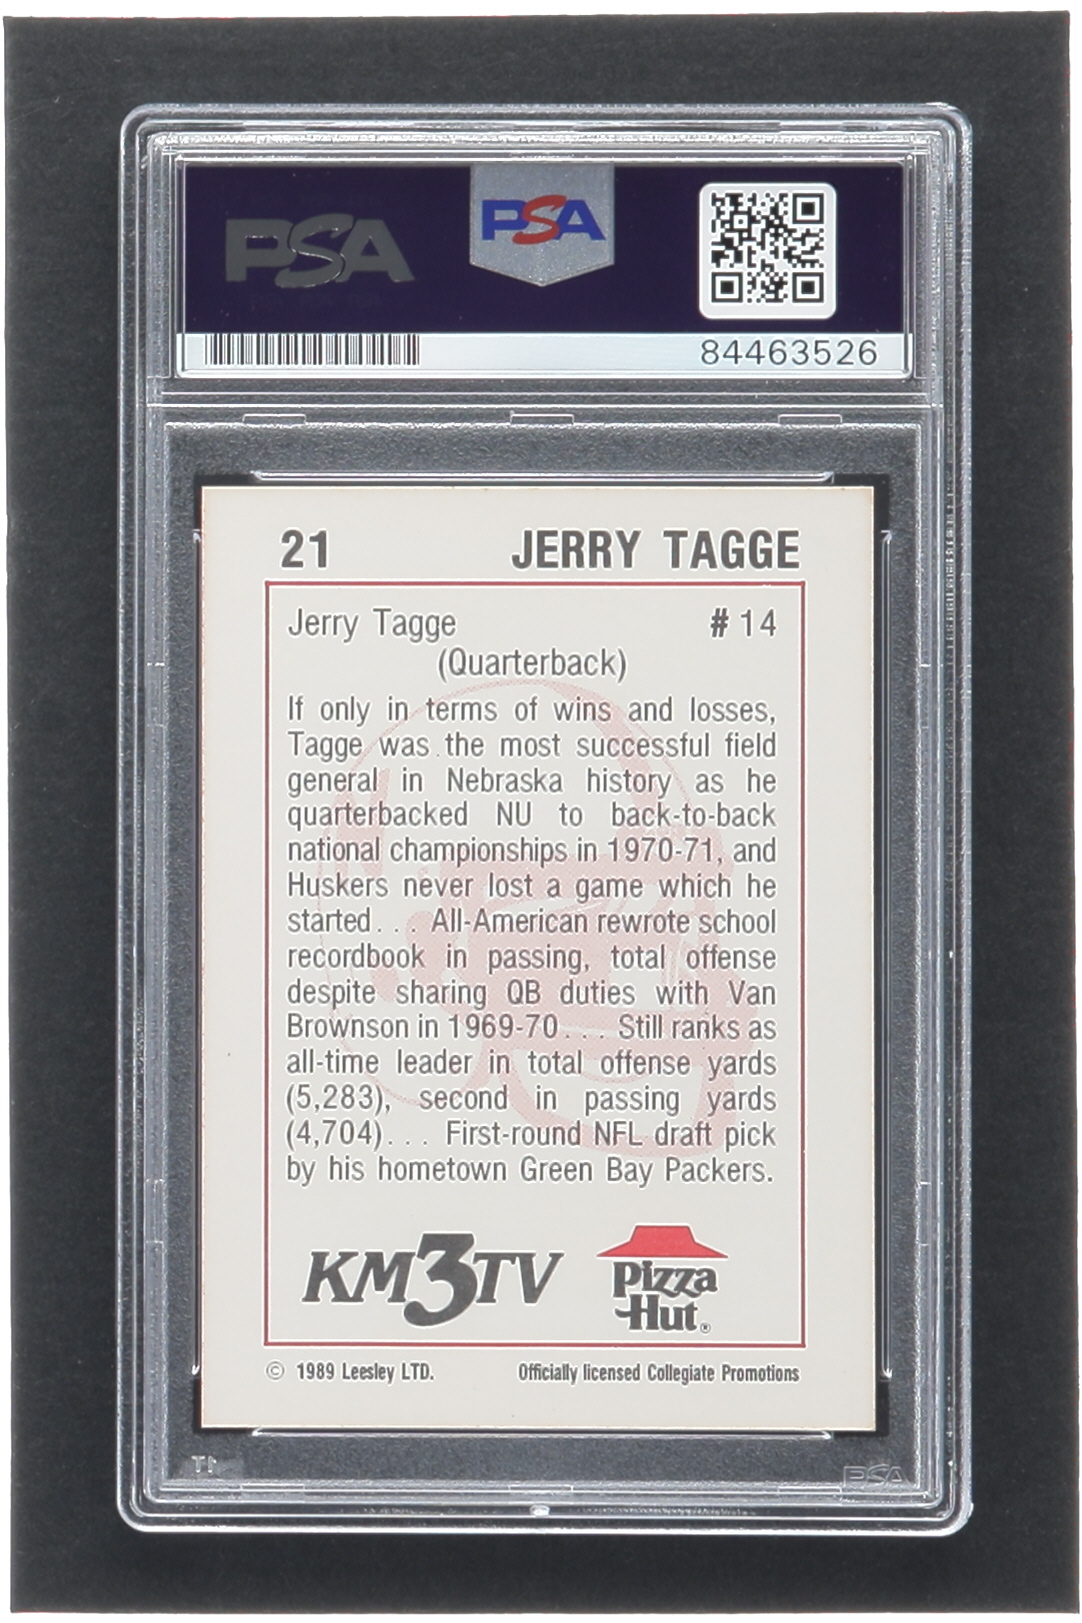 PSA
PSA
84463526
21 JERRY TAGGE
Jerry Tagge # 14
(Quarterback)
If only in terms of wins and losses,
Tagge was the most successful field
general in Nebraska history as he
quarterbacked NU to back-to-back
national championships in 1970-71, and
Huskers never lost a game which he
started. . . All-American rewrote school
recordbook in passing, total offense
despite sharing QB duties with Van
Brownson in 1969-70. . . Still ranks as
all-time leader in total offense yards
(5,283), second in passing yards
(4,704). . . First-round NFL draft pick
by his hometown Green Bay Packers.
KM3TV
Pizza
Hut®
© 1989 Leesley LTD. Officially licensed Collegiate Promotions
PSA